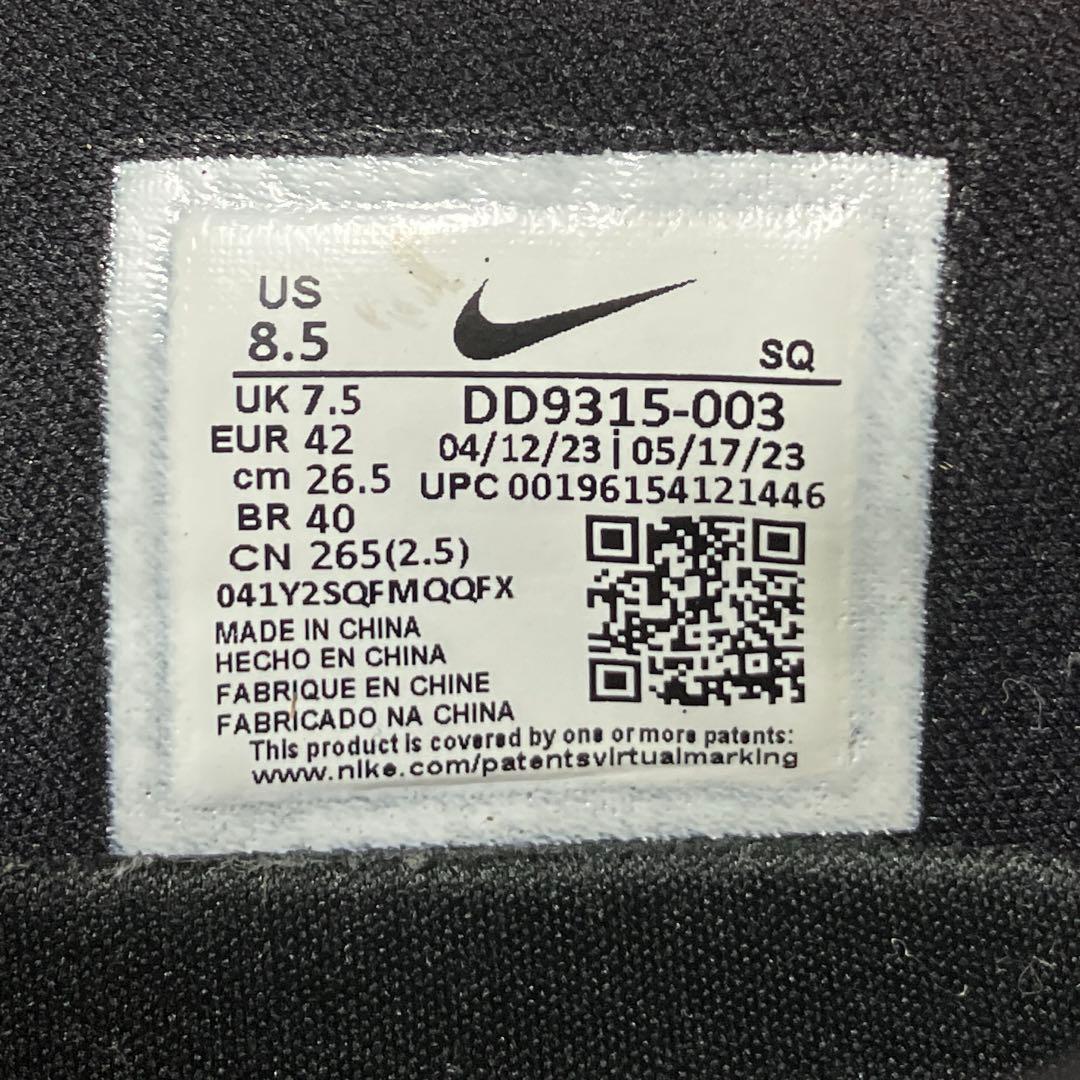 US
8.5
SQ
UK 7.5
DD9315-003
EUR 42
04/12/23 | 05/17/23
cm 26.5
UPC 00196154121446
BR 40
CN 265(2.5)
041Y2SQFMQQFX
MADE IN CHINA
HECHO EN CHINA
FABRIQUE EN CHINE
FABRICADO NA CHINA
This product is covered by one or more patents:
www.nike.com/patentsvirtualmarking